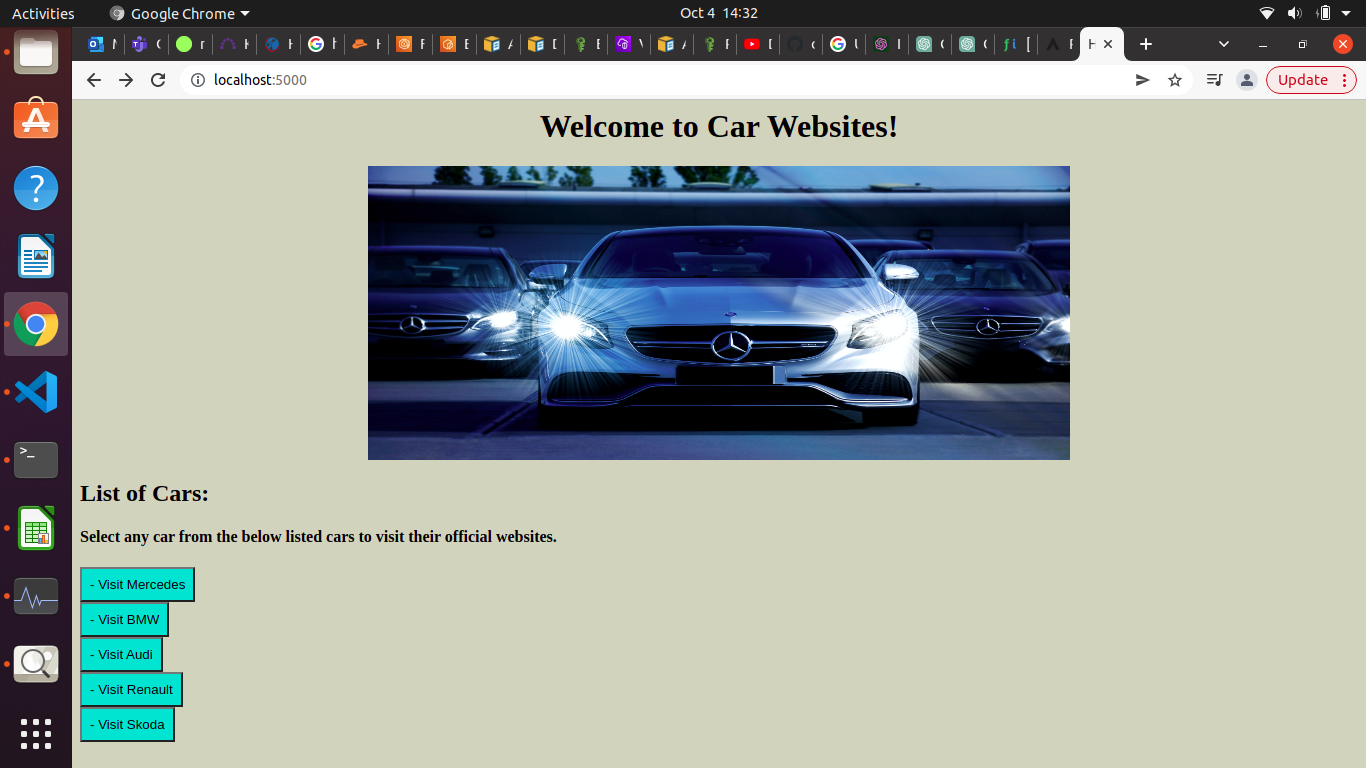 Activities
Google Chrome
Oct 4 14:32
localhost:5000
Update
Welcome to Car Websites!
List of Cars:
Select any car from the below listed cars to visit their official websites.
- Visit Mercedes
- Visit BMW
- Visit Audi
- Visit Renault
- Visit Skoda